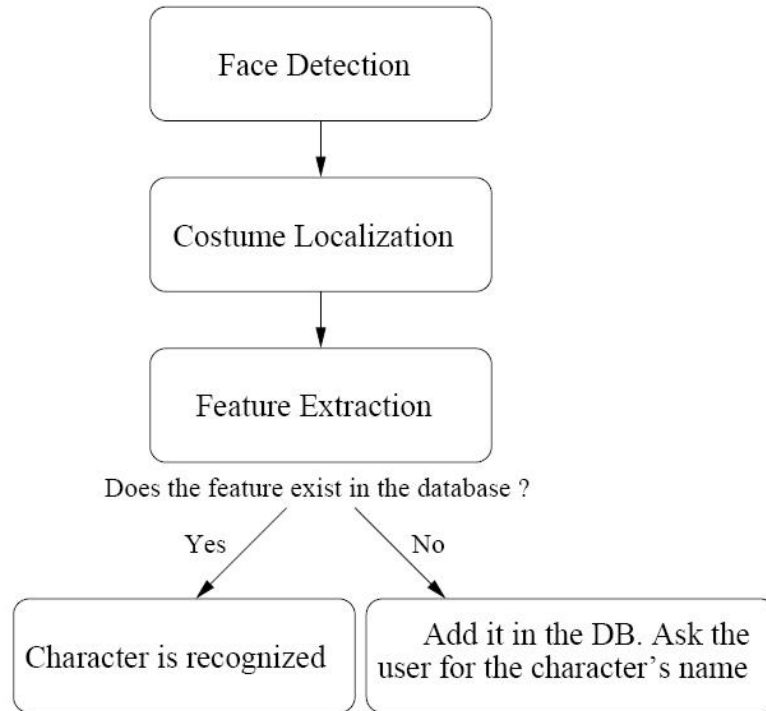 Face Detection
Costume Localization
Feature Extraction
Does the feature exist in the database ?
Yes
No
Character is recognized
Add it in the DB. Ask the
user for the character’s name